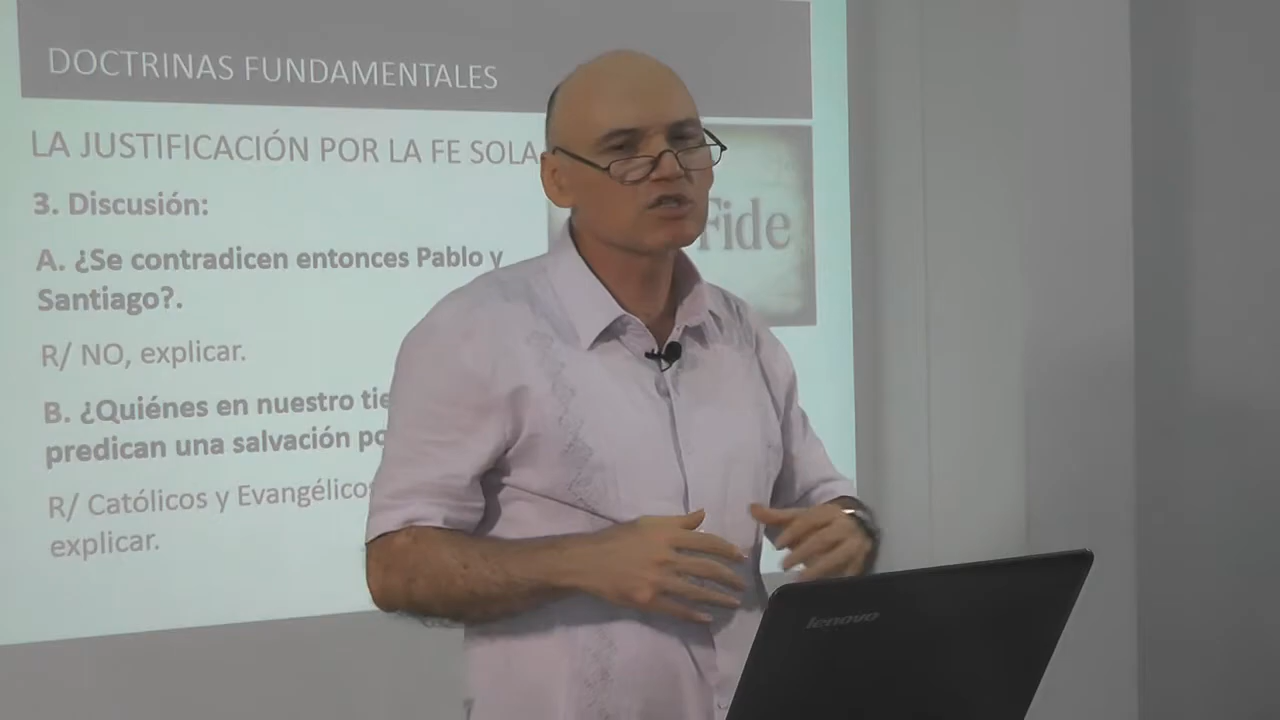 DOCTRINAS FUNDAMENTALES
LA JUSTIFICACIÓN POR LA FE SOLA
3. Discusión:
A. ¿Se contradicen entonces Pablo y
Santiago?.
R/ NO, explicar.
B. ¿Quiénes en nuestro
predican una salvación
R/ Católicos y Evangélicos
explicar.
Fide
lenovo